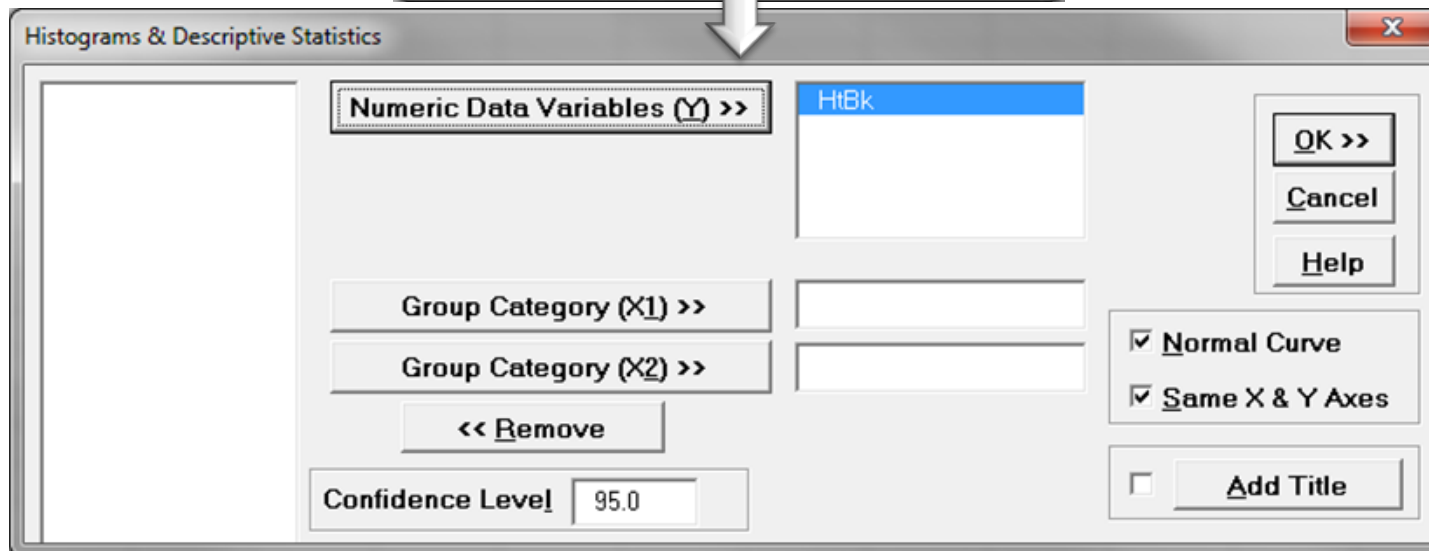 Histograms & Descriptive Statistics
Numeric Data Variables (Y) >>
HtBk
OK >>
Cancel
Help
Group Category (X1) >>
Group Category (X2) >>
<< Remove
Normal Curve
Same X & Y Axes
Confidence Level
95.0
Add Title